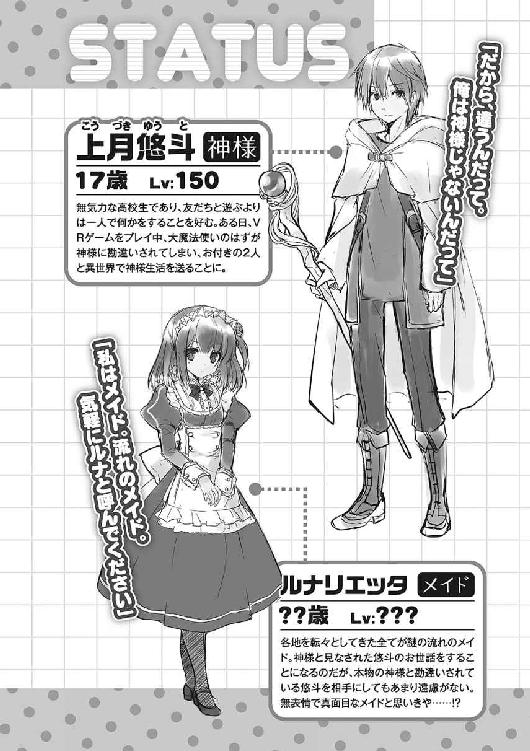 STATUS
こうづきゆうと
上月悠斗 神様
17歳 Lv:150
無気力な高校生であり、友だちと遊ぶより
は一人で何かをすることを好む。ある日、V
Rゲームをプレイ中、大魔法使いのはずが
神様に勘違いされてしまい、お付きの2人
と異世界で神様生活を送ることに。
「だから、違うんだって。
俺は神様じゃないんだって」
「私はメイド。流れのメイド。
気軽にルナと呼んでください」
ルナリエッタ メイド
??歳 Lv:???
各地を転々としてきた全てが謎の流れのメイ
ド。神様と見なされた悠斗のお世話をするこ
とになるのだが、本物の神様と勘違いされて
いる悠斗を相手にしてもあまり遠慮がない。
無表情で真面目なメイドと思いきや……!?